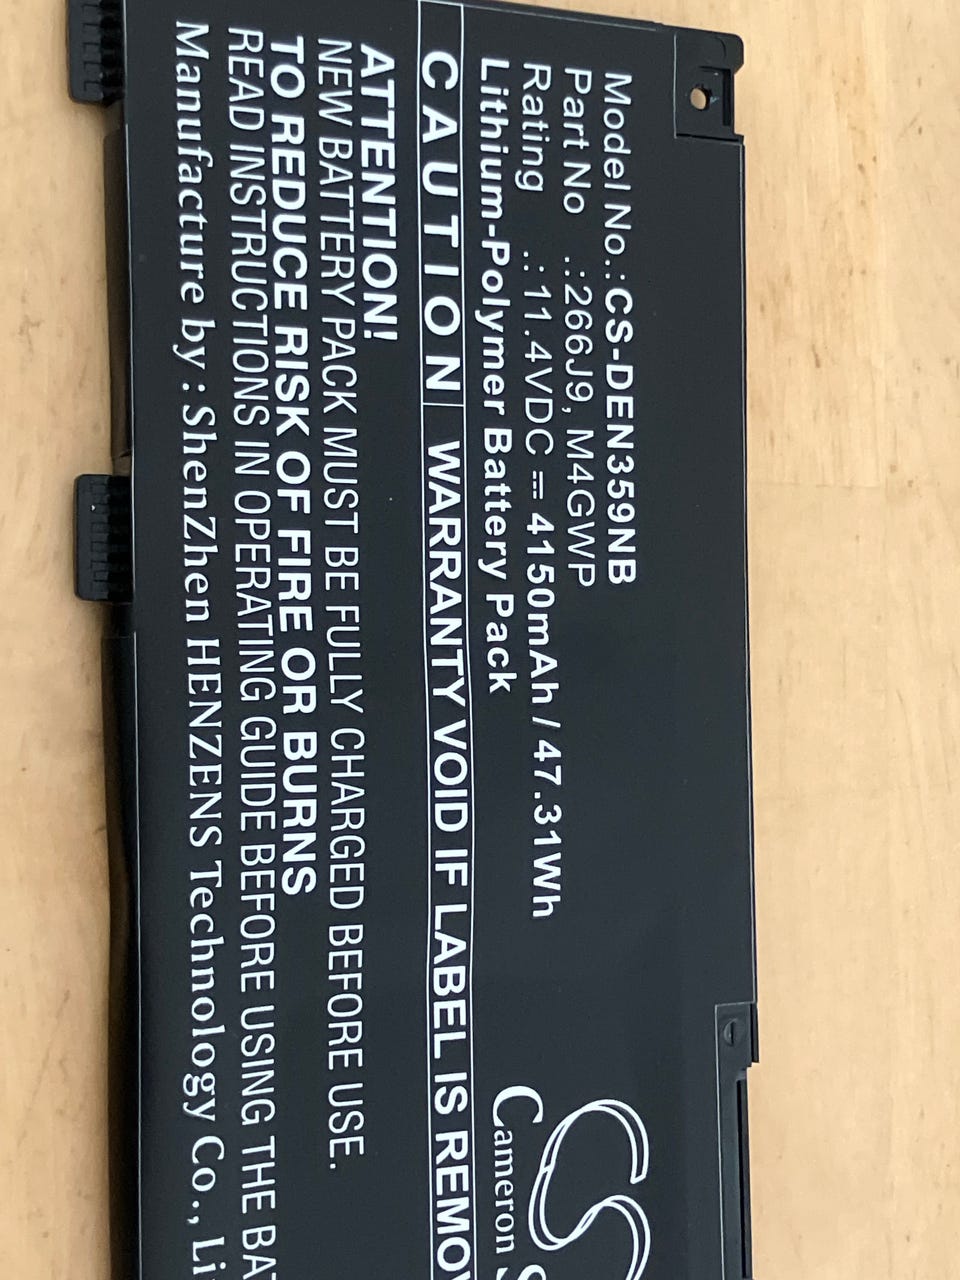 Model No.:CS-DEN359NB
Part No .:266J9, M4GWP
Rating .:11.4VDC ⎓ 4150mAh / 47.31Wh
Lithium-Polymer Battery Pack
CS
Cameron
CAUTION WARRANTY VOID IF LABEL IS REMOV
ATTENTION!
NEW BATTERY PACK MUST BE FULLY CHARGED BEFORE USE.
TO REDUCE RISK OF FIRE OR BURNS
READ INSTRUCTIONS IN OPERATING GUIDE BEFORE USING THE BAT
Manufacture by : ShenZhen HENZENS Technology Co., Li